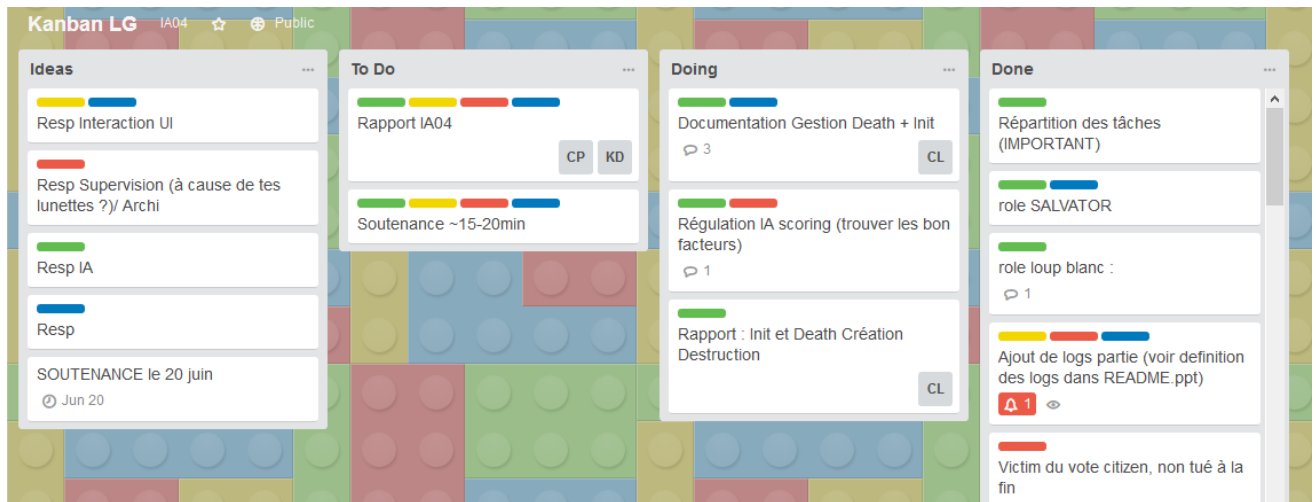 Kanban LG IA04 Public
Ideas
Resp Interaction UI
Resp Supervision (à cause de tes
lunettes ?)/ Archi
Resp IA
Resp
SOUTENANCE le 20 juin
Jun 20
To Do
Rapport IA04
CP KD
Soutenance ~15-20min
Doing
Documentation Gestion Death + Init
3
CL
Régulation IA scoring (trouver les bon
facteurs)
1
Rapport : Init et Death Création
Destruction
CL
Done
Répartition des tâches
(IMPORTANT)
role SALVATOR
role loup blanc :
1
Ajout de logs partie (voir definition
des logs dans README.ppt)
1
Victim du vote citizen, non tué à la
fin